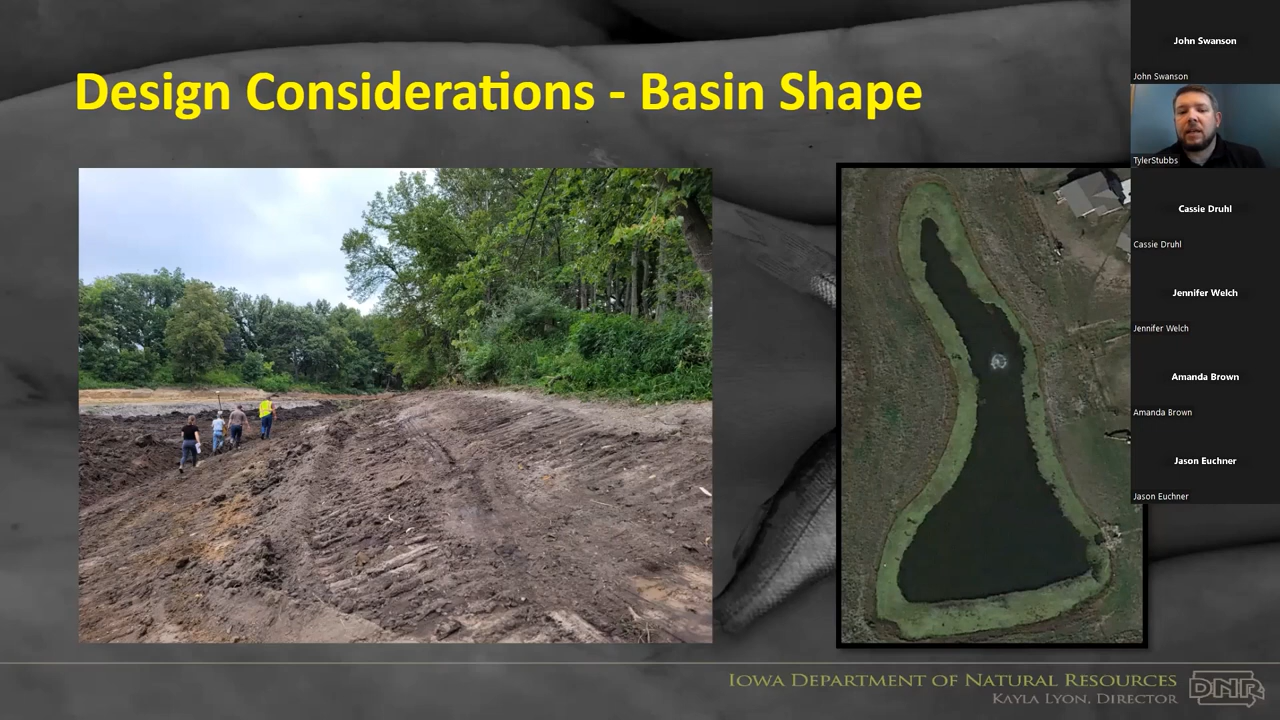 Design Considerations - Basin Shape
John Swanson
John Swanson
TylerStubbs
Cassie Druhl
Cassie Druhl
Jennifer Welch
Jennifer Welch
Amanda Brown
Amanda Brown
Jason Euchner
Jason Euchner
IOWA DEPARTMENT OF NATURAL RESOURCES
KAYLA LYON, DIRECTOR
DNR